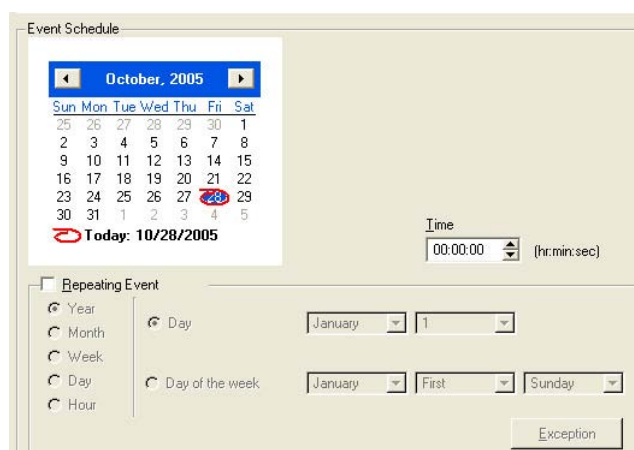 Event Schedule
October, 2005
Sun Mon Tue Wed Thu Fri Sat
25 26 27 28 29 30 1
2 3 4 5 6 7 8
9 10 11 12 13 14 15
16 17 18 19 20 21 22
23 24 25 26 27 28 29
30 31 1 2 3 4 5
Today: 10/28/2005
Time
00:00:00 (hr:min:sec)
Repeating Event
Year
Month
Week
Day
Hour
Day January 1
Day of the week January First Sunday
Exception